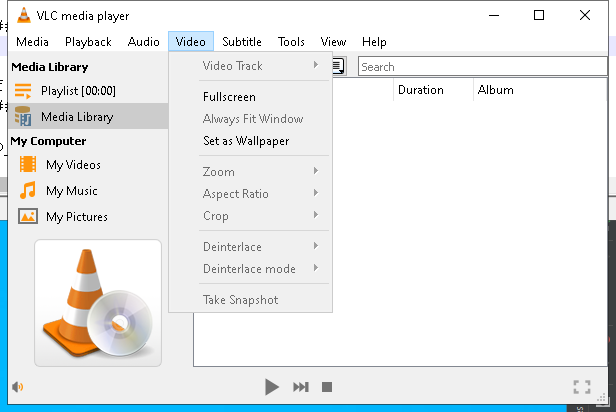 VLC media player
Media Playback Audio Video Subtitle Tools View Help
Media Library
Playlist [00:00]
Media Library
My Computer
My Videos
My Music
My Pictures
Video Track
Fullscreen
Always Fit Window
Set as Wallpaper
Zoom
Aspect Ratio
Crop
Deinterlace
Deinterlace mode
Take Snapshot
Search
Duration Album